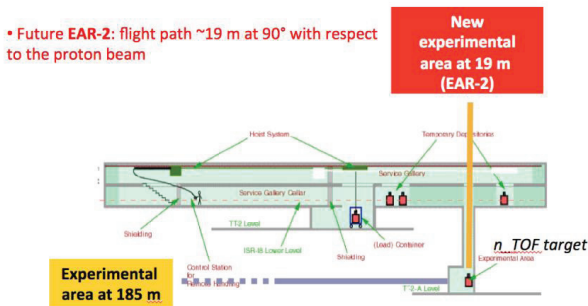 • Future EAR-2: flight path ~19 m at 90° with respect
to the proton beam
New
experimental
area at 19 m
(EAR-2)
Hoist System
Temporary Depositories
Service Gallery
Service Gallery Cellar
TT2 Level
Shielding
ISR-I8 Lower Level
Shielding
(Lead) Container
n_TOF target
Experimental Area
Control Station
for
Remote Handling
Experimental
area at 185 m
TT2-A Level